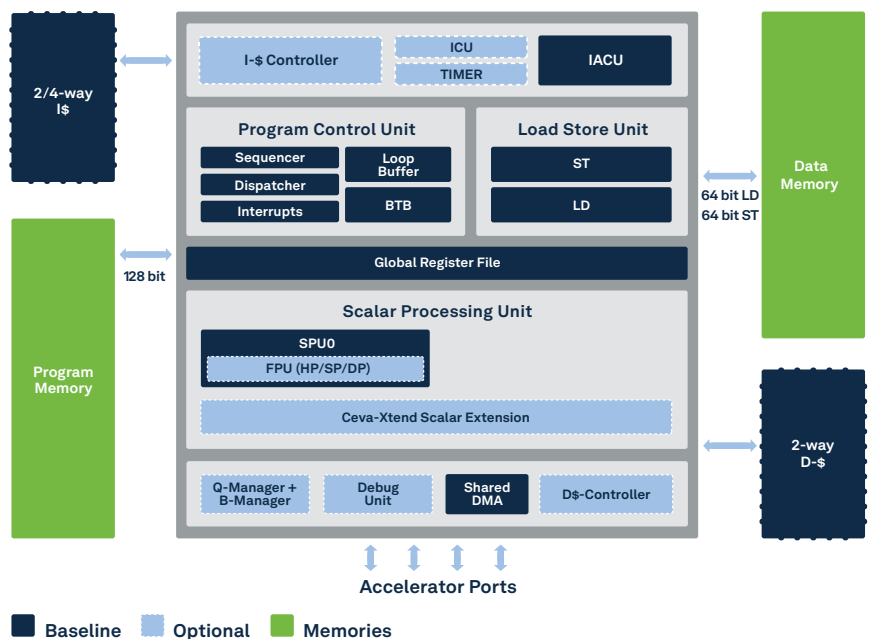 2/4-way
I$
I-$ Controller
ICU
TIMER
IACU
Program Control Unit
Sequencer
Dispatcher
Interrupts
Loop
Buffer
BTB
Load Store Unit
ST
LD
Data
Memory
64 bit LD
64 bit ST
128 bit
Global Register File
Program
Memory
Scalar Processing Unit
SPU0
FPU (HP/SP/DP)
Ceva-Xtend Scalar Extension
2-way
D-$
Q-Manager +
B-Manager
Debug
Unit
Shared
DMA
D$-Controller
Accelerator Ports
Baseline
Optional
Memories